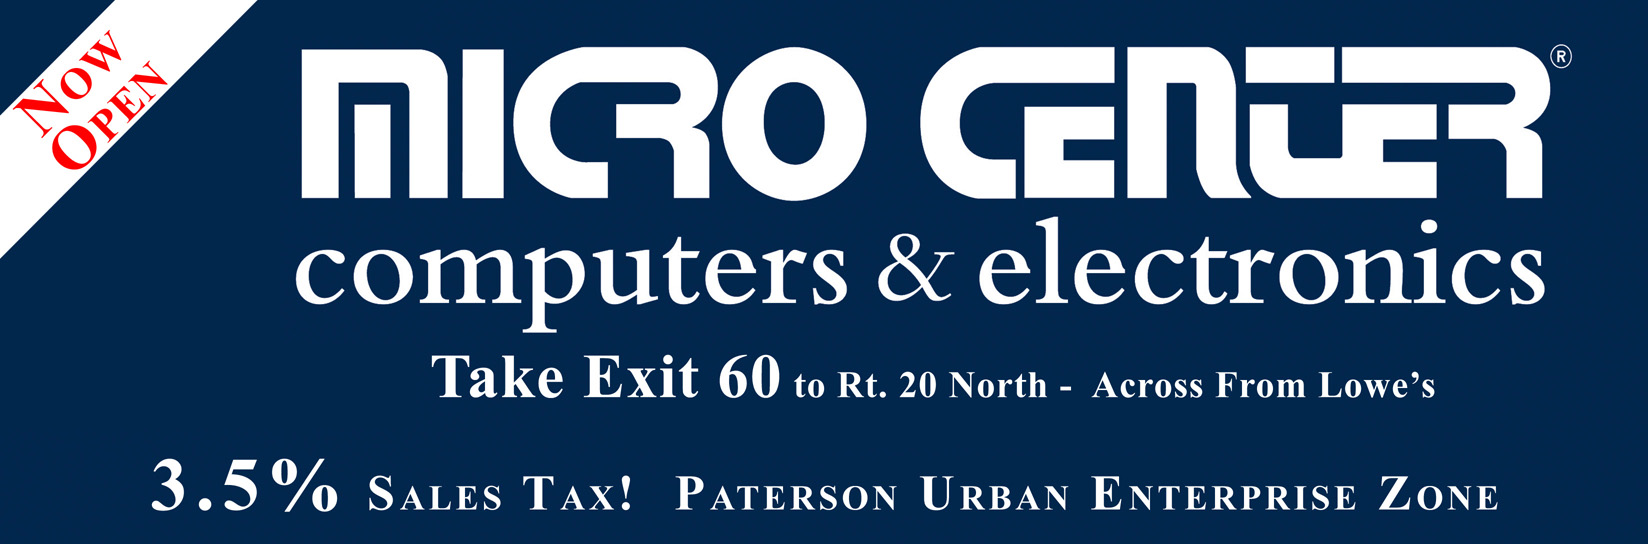 Now
Open
MICRO CENTER®
computers & electronics
Take Exit 60 to Rt. 20 North - Across From Lowe's
3.5% Sales Tax! Paterson Urban Enterprise Zone